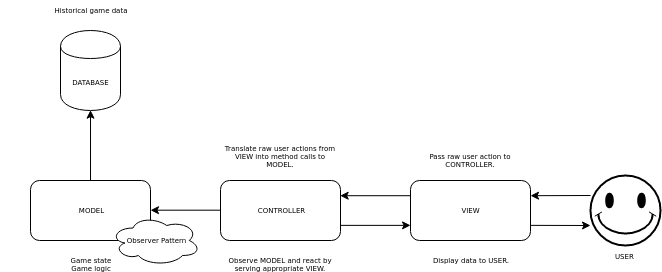 Historical game data
DATABASE
Translate raw user actions from
VIEW into method calls to
MODEL.
Pass raw user action to
CONTROLLER.
MODEL
CONTROLLER
VIEW
Observer Pattern
USER
Game state
Game logic
Observe MODEL and react by
serving appropriate VIEW.
Display data to USER.